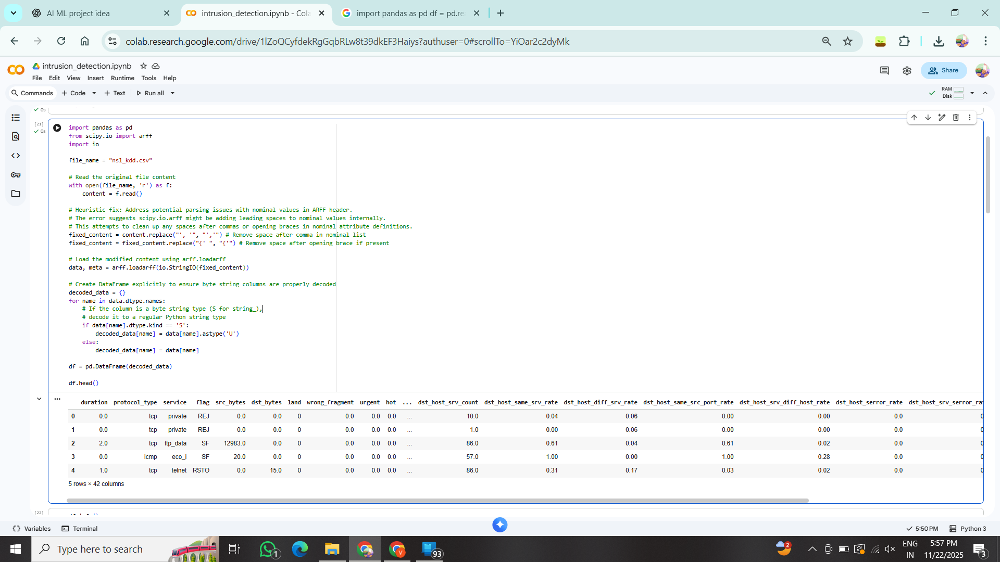 AI ML project idea
intrusion_detection.ipynb - Cola
import pandas as pd df = pd.rea
colab.research.google.com/drive/1lZoQCyfdekRgGqbRLw8t39dkEF3Haiys?authuser=0#scrollTo=YiOar2c2dyMk
intrusion_detection.ipynb
File Edit View Insert Runtime Tools Help
Share
Commands + Code + Text Run all
RAM
Disk
0s
[21]
0s
import pandas as pd
from scipy.io import arff
import io
file_name = "nsl_kdd.csv"
# Read the original file content
with open(file_name, 'r') as f:
content = f.read()
# Heuristic fix: Address potential parsing issues with nominal values in ARFF header.
# The error suggests scipy.io.arff might be adding leading spaces to nominal values internally.
# This attempts to clean up any spaces after commas or opening braces in nominal attribute definitions.
fixed_content = content.replace("', '", "','") # Remove space after comma in nominal list
fixed_content = fixed_content.replace("{' ", "{'") # Remove space after opening brace if present
# Load the modified content using arff.loadarff
data, meta = arff.loadarff(io.StringIO(fixed_content))
# Create DataFrame explicitly to ensure byte string columns are properly decoded
decoded_data = {}
for name in data.dtype.names:
# If the column is a byte string type (S for string_),
# decode it to a regular Python string type
if data[name].dtype.kind == 'S':
decoded_data[name] = data[name].astype('U')
else:
decoded_data[name] = data[name]
df = pd.DataFrame(decoded_data)
df.head()
duration protocol_type service flag src_bytes dst_bytes land wrong_fragment urgent hot ... dst_host_srv_count dst_host_same_srv_rate dst_host_diff_srv_rate dst_host_same_src_port_rate dst_host_srv_diff_host_rate dst_host_serror_rate dst_host_srv_serror_rat
0 0.0 tcp private REJ 0.0 0.0 0 0.0 0.0 0.0 ... 10.0 0.04 0.06 0.00 0.00 0.0 0
1 0.0 tcp private REJ 0.0 0.0 0 0.0 0.0 0.0 ... 1.0 0.00 0.06 0.00 0.00 0.0 0
2 2.0 tcp ftp_data SF 12983.0 0.0 0 0.0 0.0 0.0 ... 86.0 0.61 0.04 0.61 0.02 0.0 0
3 0.0 icmp eco_i SF 20.0 0.0 0 0.0 0.0 0.0 ... 57.0 1.00 0.00 1.00 0.28 0.0 0
4 1.0 tcp telnet RSTO 0.0 15.0 0 0.0 0.0 0.0 ... 86.0 0.31 0.17 0.03 0.02 0.0 0
5 rows × 42 columns
[22]
Variables Terminal
5:50 PM Python 3
Type here to search
1
93
2
ENG
IN
5:57 PM
11/22/2025
3